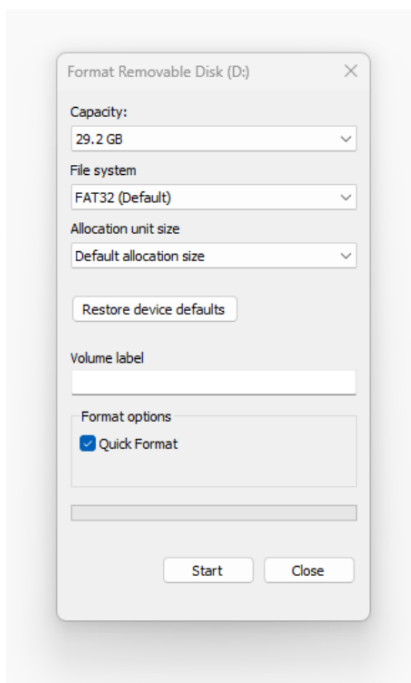 Format Removable Disk (D:)
Capacity:
29.2 GB
File system
FAT32 (Default)
Allocation unit size
Default allocation size
Restore device defaults
Volume label
Format options
Quick Format
Start
Close